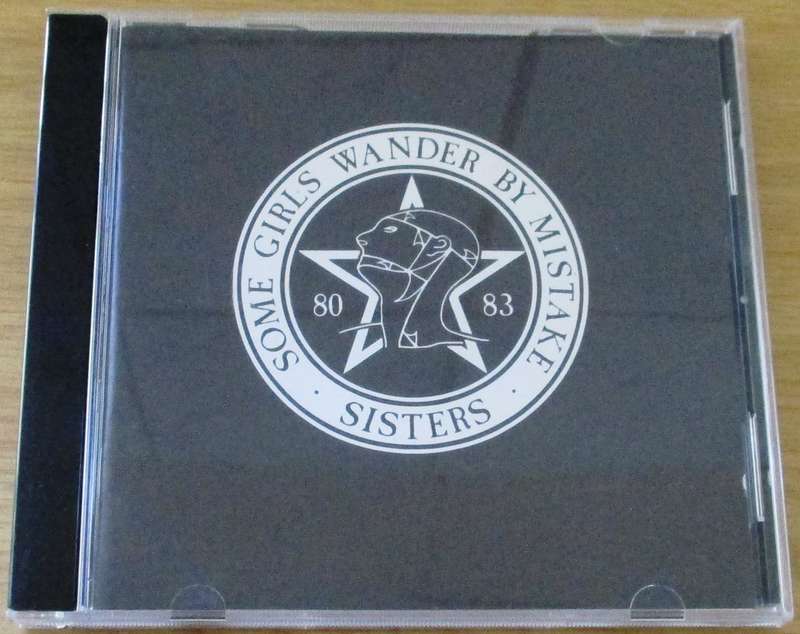 SOME GIRLS WANDER BY MISTAKE
80 83
· SISTERS ·